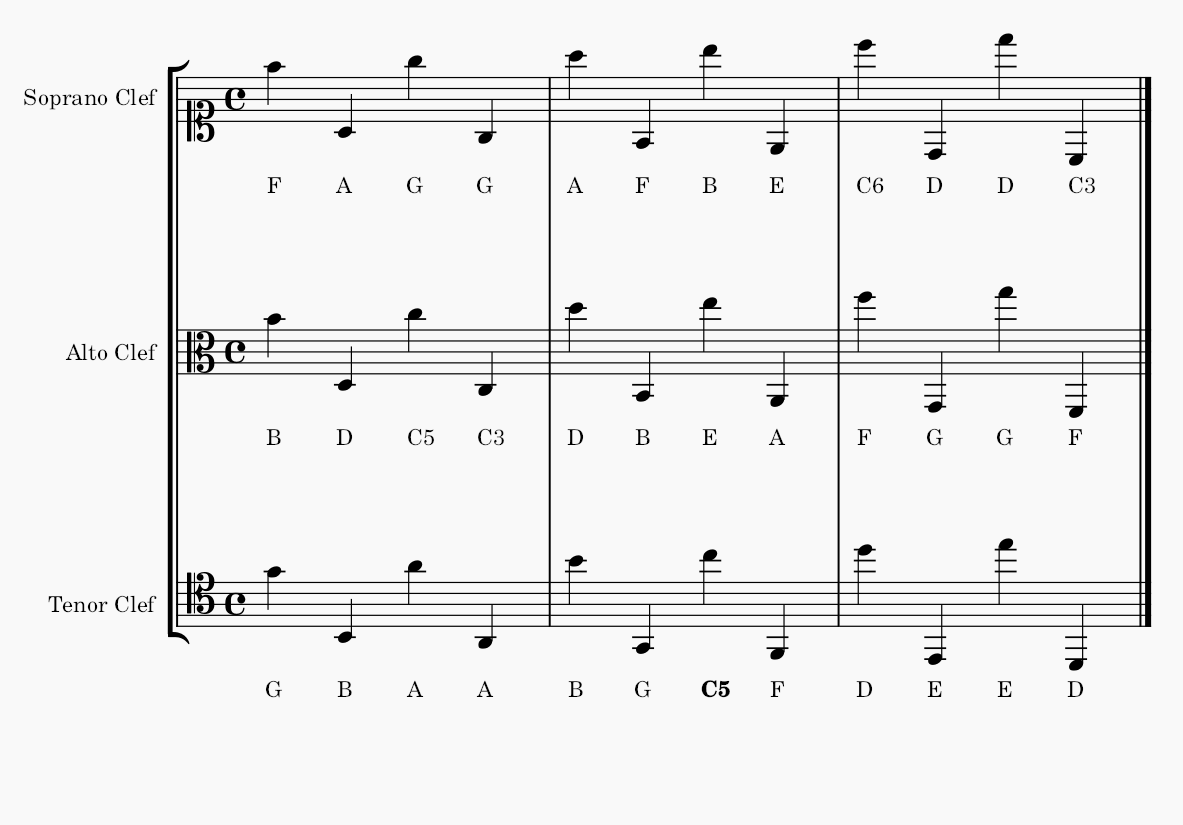 Soprano Clef
F A G G A F B E C6 D D C3
Alto Clef
B D C5 C3 D B E A F G G F
Tenor Clef
G B A A B G C5 F D E E D